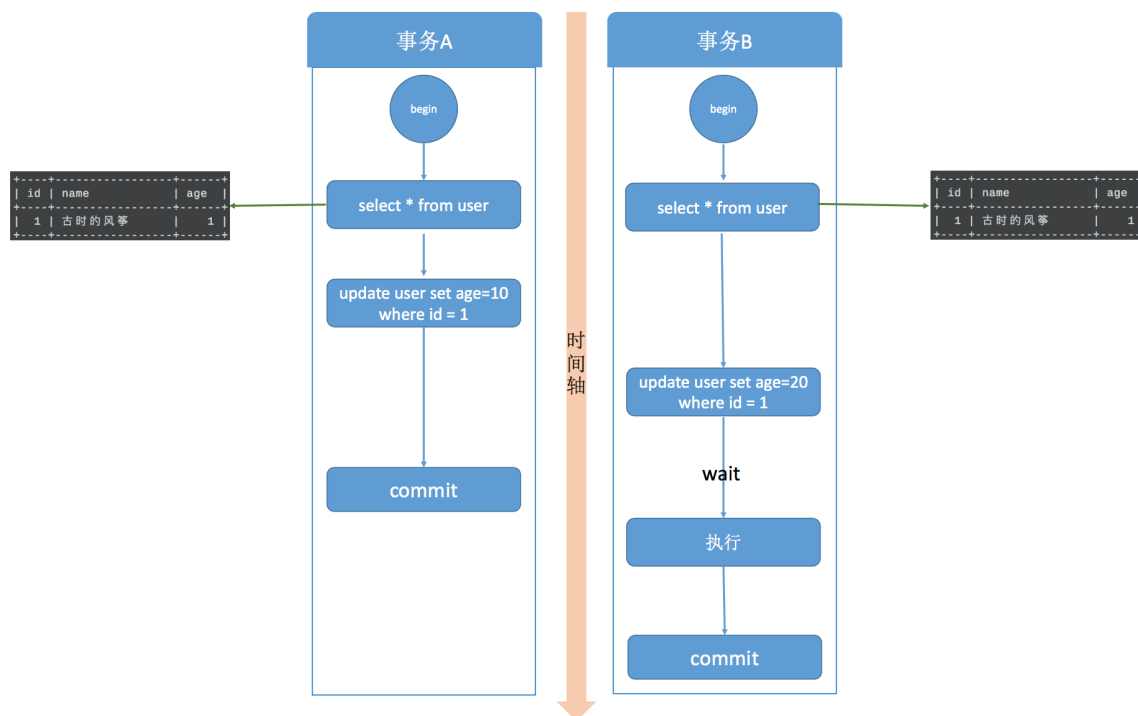 事务A
事务B
begin
begin
+----+------------------+------+
| id | name | age |
+----+------------------+------+
| 1 | 古时的风筝 | 1 |
+----+------------------+------+
select * from user
select * from user
+----+------------------+------
| id | name | age
+----+------------------+------
| 1 | 古时的风筝 | 1
+----+------------------+------
update user set age=10
where id = 1
时
间
轴
update user set age=20
where id = 1
wait
commit
执行
commit